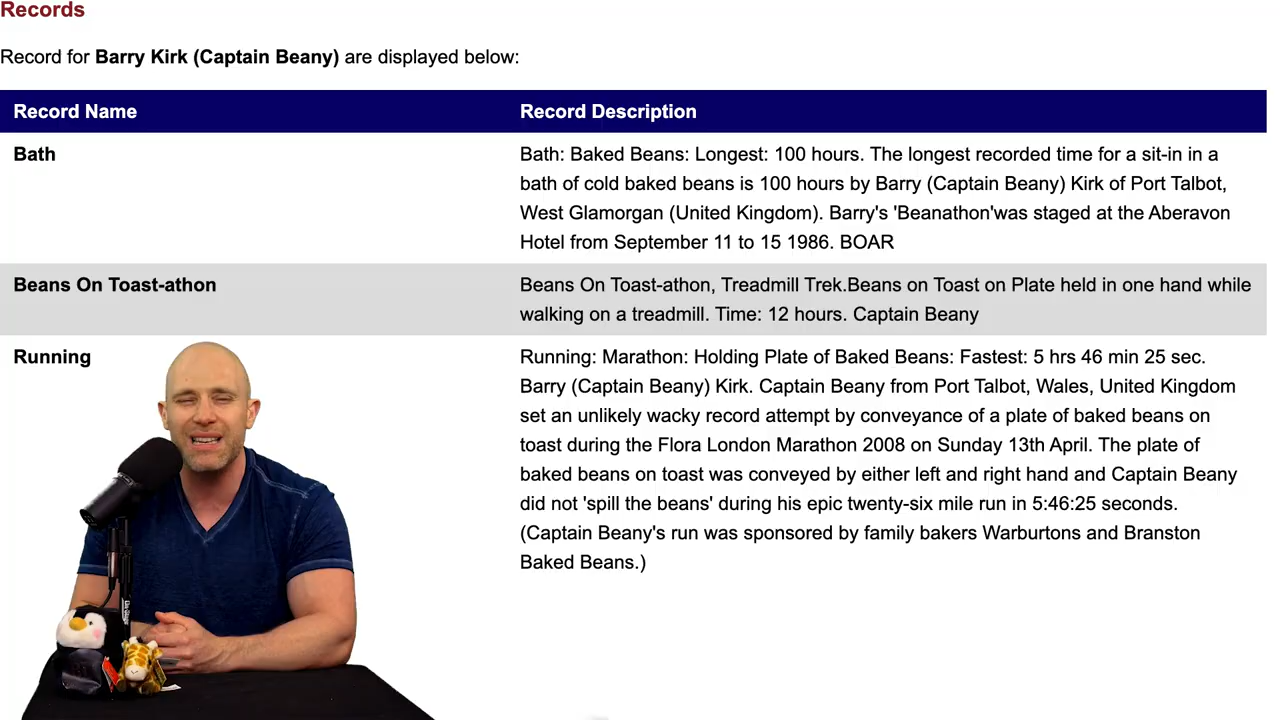 Records
Record for Barry Kirk (Captain Beany) are displayed below:
Record Name
Record Description
Bath
Bath: Baked Beans: Longest: 100 hours. The longest recorded time for a sit-in in a
bath of cold baked beans is 100 hours by Barry (Captain Beany) Kirk of Port Talbot,
West Glamorgan (United Kingdom). Barry's 'Beanathon'was staged at the Aberavon
Hotel from September 11 to 15 1986. BOAR
Beans On Toast-athon
Beans On Toast-athon, Treadmill Trek.Beans on Toast on Plate held in one hand while
walking on a treadmill. Time: 12 hours. Captain Beany
Running
Running: Marathon: Holding Plate of Baked Beans: Fastest: 5 hrs 46 min 25 sec.
Barry (Captain Beany) Kirk. Captain Beany from Port Talbot, Wales, United Kingdom
set an unlikely wacky record attempt by conveyance of a plate of baked beans on
toast during the Flora London Marathon 2008 on Sunday 13th April. The plate of
baked beans on toast was conveyed by either left and right hand and Captain Beany
did not 'spill the beans' during his epic twenty-six mile run in 5:46:25 seconds.
(Captain Beany's run was sponsored by family bakers Warburtons and Branston
Baked Beans.)